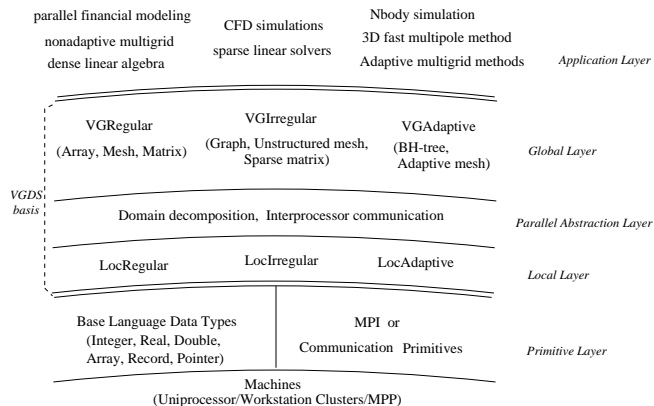 parallel financial modeling
nonadaptive multigrid
dense linear algebra
CFD simulations
sparse linear solvers
Nbody simulation
3D fast multipole method
Adaptive multigrid methods
Application Layer
VGRegular
(Array, Mesh, Matrix)
VGIrregular
(Graph, Unstructured mesh,
Sparse matrix)
VGAdaptive
(BH-tree,
Adaptive mesh)
Global Layer
VGDS
basis
Domain decomposition, Interprocessor communication
Parallel Abstraction Layer
LocRegular
LocIrregular
LocAdaptive
Local Layer
Base Language Data Types
(Integer, Real, Double,
Array, Record, Pointer)
MPI or
Communication Primitives
Primitive Layer
Machines
(Uniprocessor/Workstation Clusters/MPP)